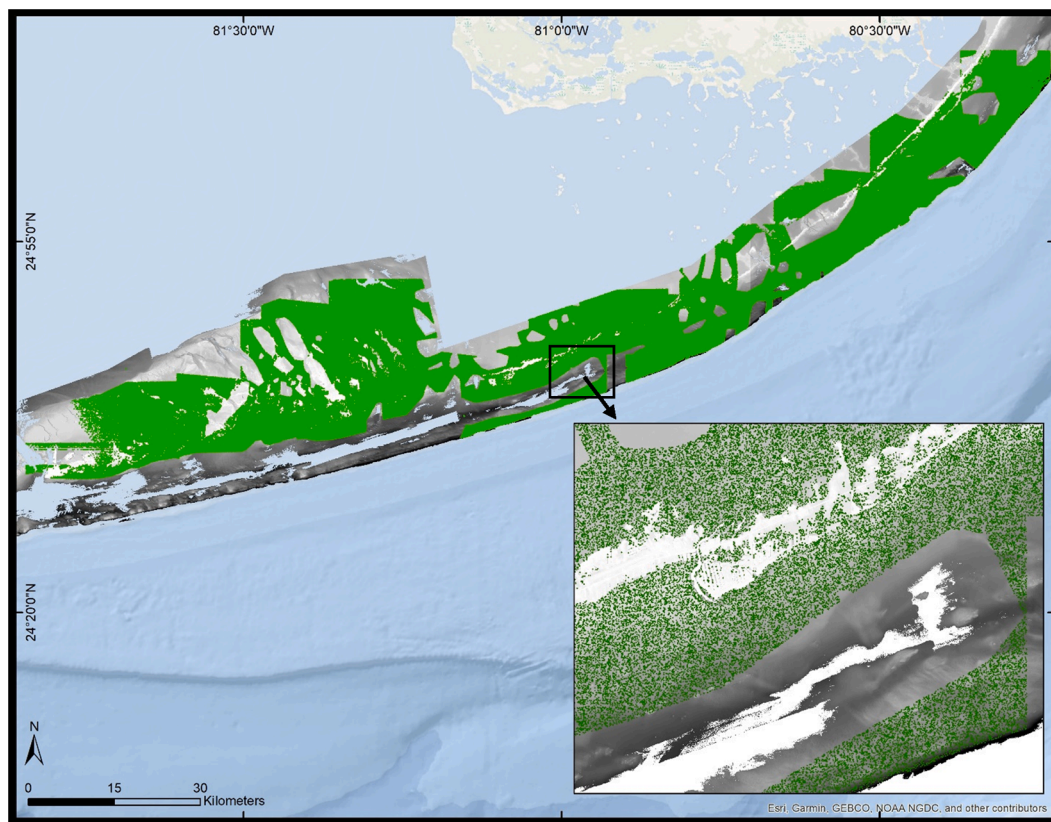 81°30'0"W
81°0'0"W
80°30'0"W
24°55'0"N
24°20'0"N
N
0 15 30
Kilometers
Esri, Garmin, GEBCO, NOAA NGDC, and other contributors